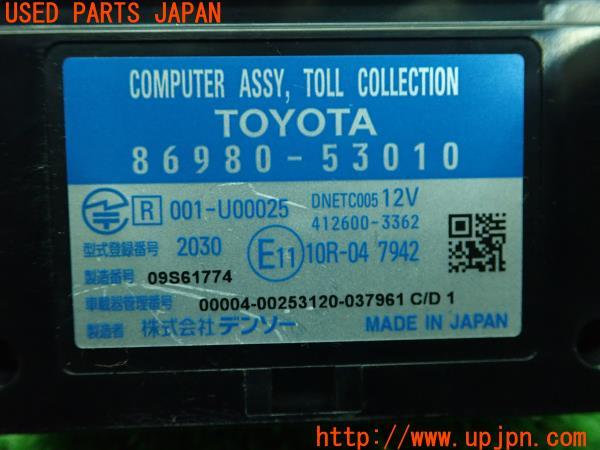 USED PARTS JAPAN
COMPUTER ASSY, TOLL COLLECTION
TOYOTA
86980-53010
R 001-U00025 DNETC005 12V
412600-3362
型式登録番号 2030 E11 10R-04 7942
製造番号 09S61774
車載器管理番号 00004-00253120-037961 C/D 1
製造者 株式会社デンソー MADE IN JAPAN
http://www.upjpn.com